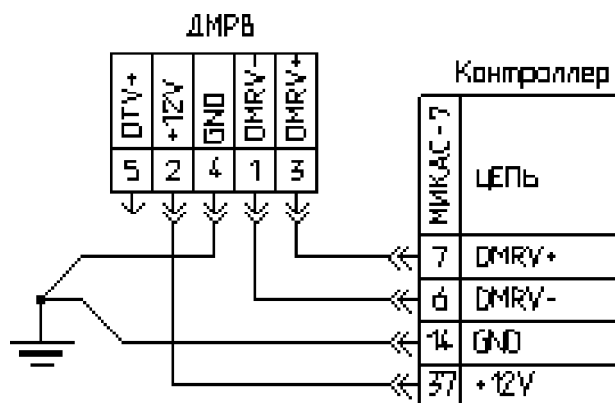 ДМРВ
DTV+ +12V GND DMRV- DMRV+
5 2 4 1 3
Контроллер
МИКАС-7 ЦЕПЬ
7 DMRV+
6 DMRV-
14 GND
37 +12V